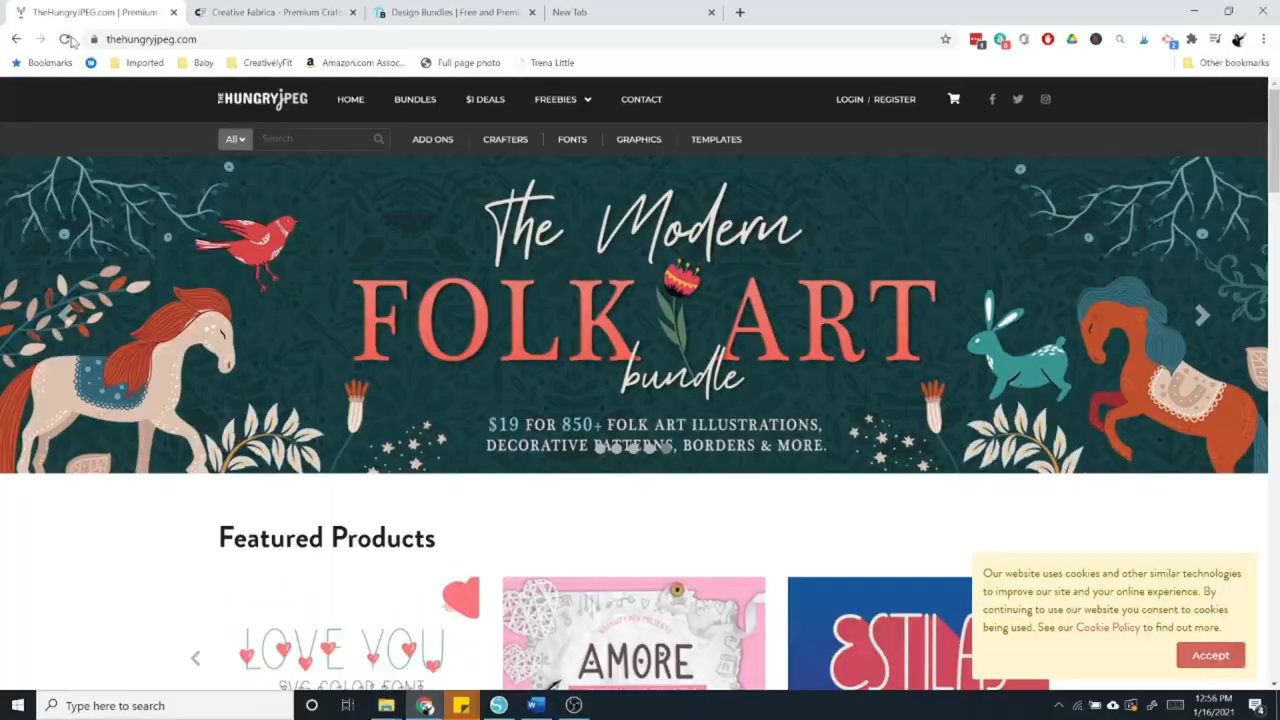 TheHungryJPEG.com | Premium
Creative Fabrica - Premium Craft
Design Bundles | Free and Premi
New Tab
thehungryjpeg.com
Bookmarks
Imported
Baby
CreativelyFit
Amazon.com Assoc...
Full page photo
Trena Little
Other bookmarks
THE HUNGRYJPEG
HOME
BUNDLES
$1 DEALS
FREEBIES
CONTACT
LOGIN / REGISTER
All
Search
ADD ONS
CRAFTERS
FONTS
GRAPHICS
TEMPLATES
The Modern
FOLK ART
bundle
$19 FOR 850+ FOLK ART ILLUSTRATIONS,
DECORATIVE PATTERNS, BORDERS & MORE.
Featured Products
LOVE YOU
SVG COLOR FONT
AMORE
ESTILA
Our website uses cookies and other similar technologies
to improve our site and your online experience. By
continuing to use our website you consent to cookies
being used. See our Cookie Policy to find out more.
Accept
Type here to search
12:56 PM
1/16/2021